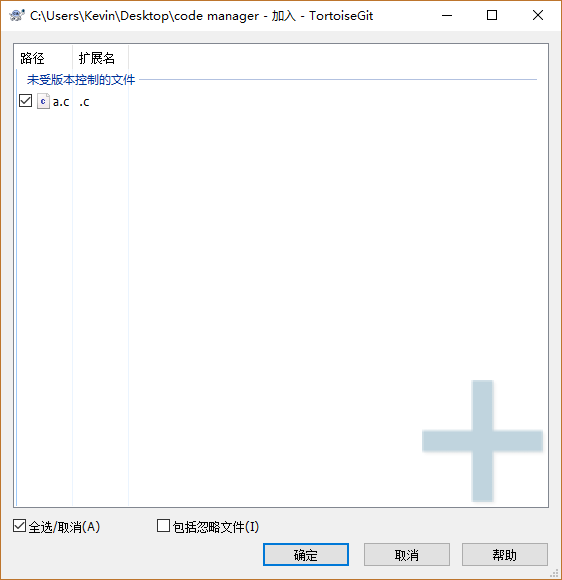 C:\Users\Kevin\Desktop\code manager - 加入 - TortoiseGit
路径 扩展名
未受版本控制的文件
c a.c .c
全选/取消(A) 包括忽略文件(I)
确定 取消 帮助